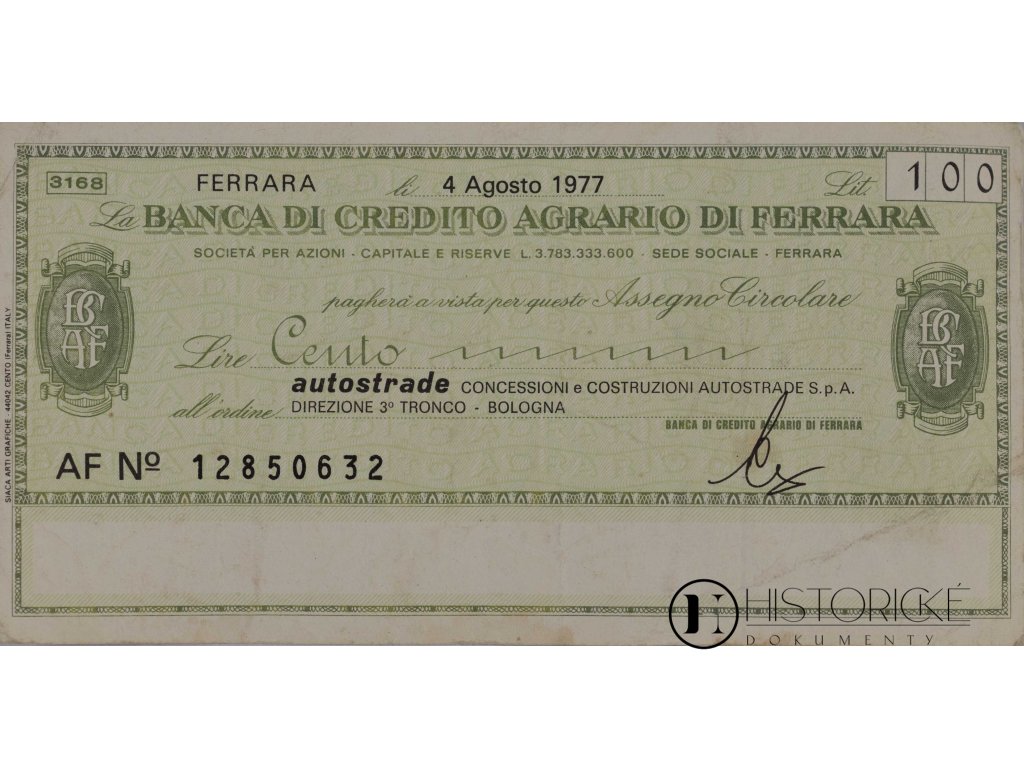 3168 FERRARA li 4 Agosto 1977 Lit. 100
La BANCA DI CREDITO AGRARIO DI FERRARA
SOCIETÀ PER AZIONI - CAPITALE E RISERVE L. 3.783.333.600 - SEDE SOCIALE - FERRARA
pagherà a vista per questo Assegno Circolare
Lire Cento
autostrade CONCESSIONI e COSTRUZIONI AUTOSTRADE S.p.A.
all'ordine DIREZIONE 3º TRONCO - BOLOGNA
BANCA DI CREDITO AGRARIO DI FERRARA
AF Nº 12850632
BCAF
BCAF
SIACA ARTI GRAFICHE - 44042 CENTO (Ferrara) ITALY
HISTORICKÉ
DOKUMENTY